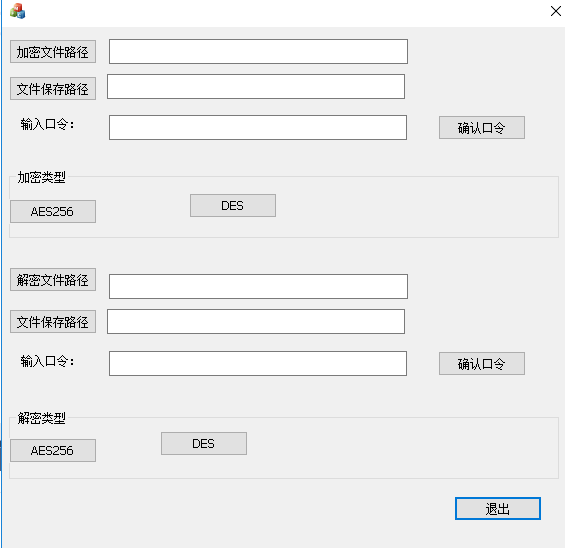 加密文件路径
文件保存路径
输入口令： 确认口令
加密类型
AES256 DES
解密文件路径
文件保存路径
输入口令： 确认口令
解密类型
AES256 DES
退出